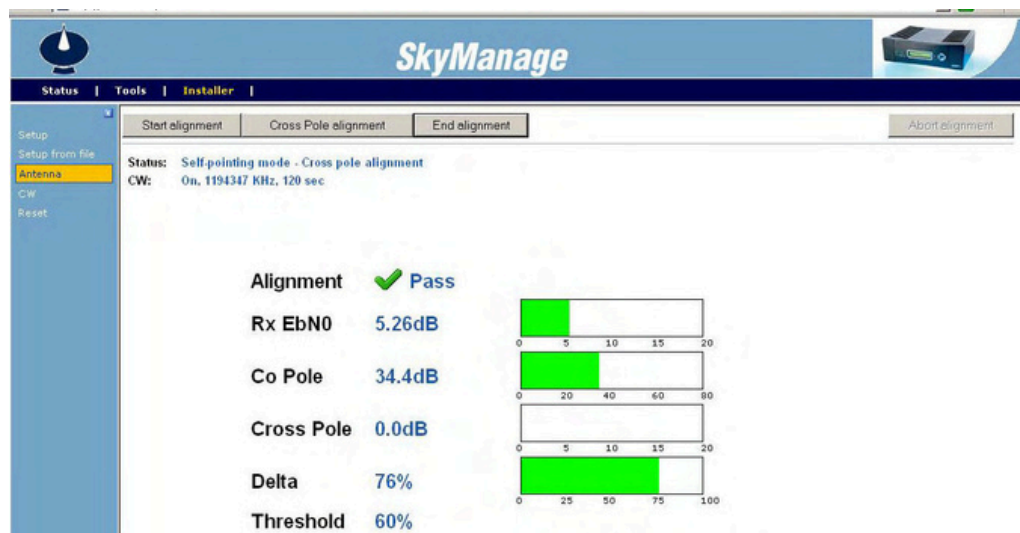 SkyManage
Status | Tools | Installer |
Setup
Setup from file
Antenna
CW
Reset
Start alignment Cross Pole alignment End alignment Abort alignment
Status: Self-pointing mode - Cross pole alignment
CW: On, 1194347 KHz, 120 sec
Alignment Pass
Rx EbN0 5.26dB
0 5 10 15 20
Co Pole 34.4dB
0 20 40 60 80
Cross Pole 0.0dB
0 5 10 15 20
Delta 76%
0 25 50 75 100
Threshold 60%